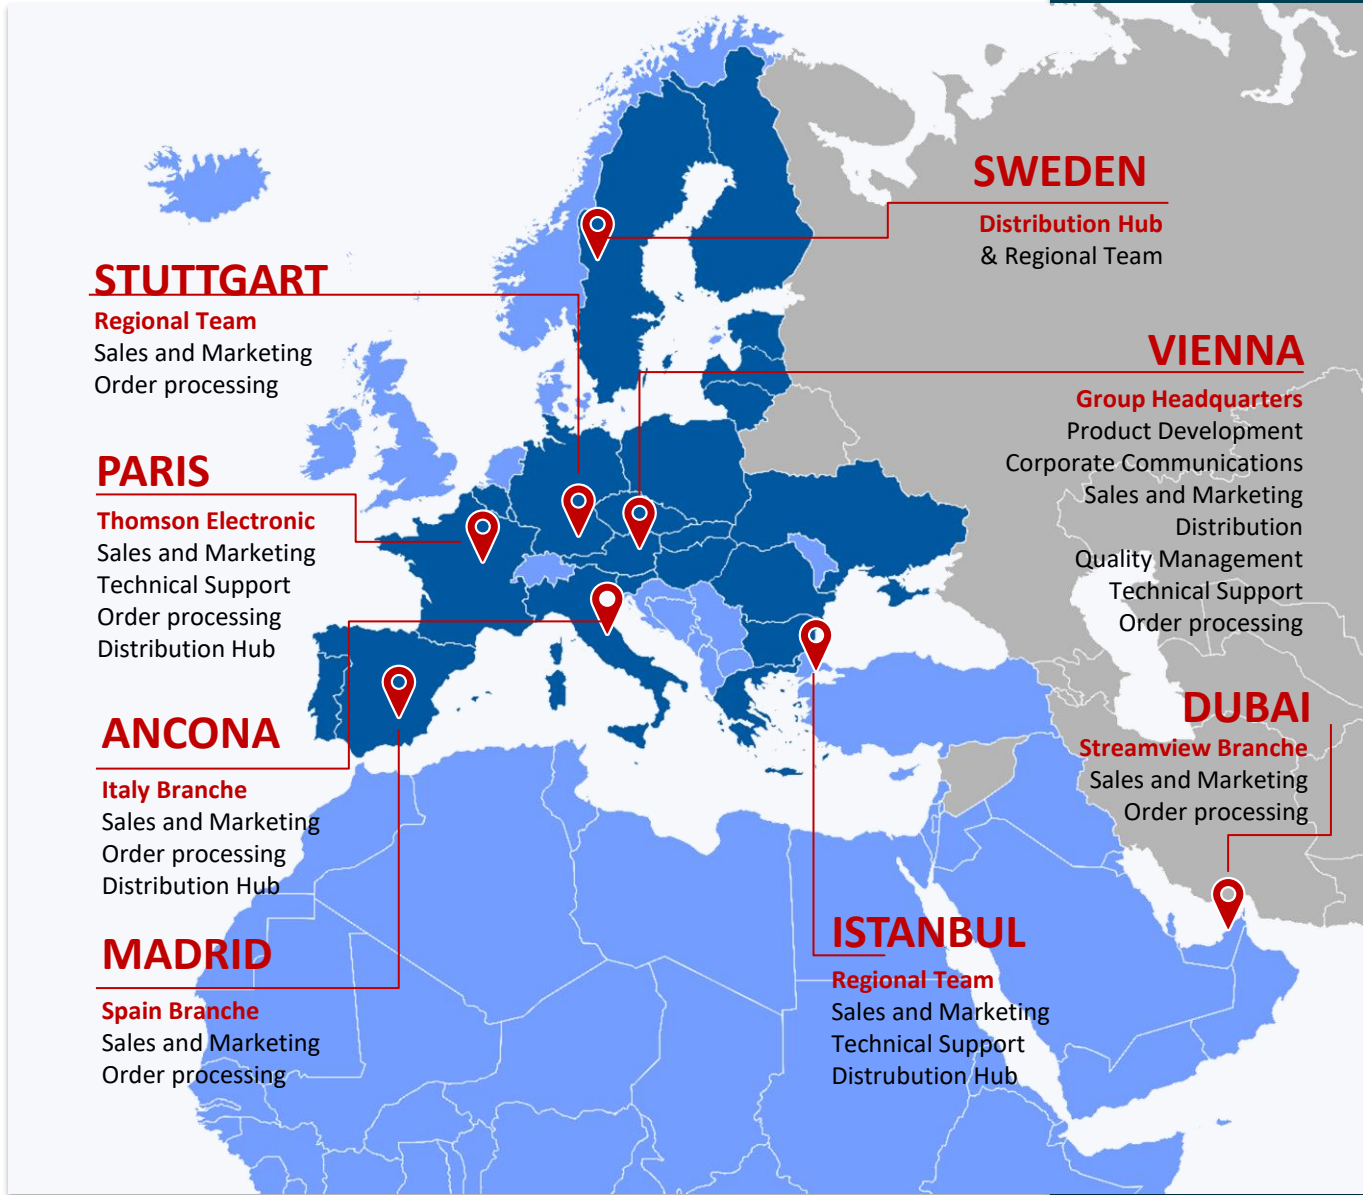 SWEDEN
Distribution Hub
& Regional Team
STUTTGART
Regional Team
Sales and Marketing
Order processing
VIENNA
Group Headquarters
Product Development
Corporate Communications
Sales and Marketing
Distribution
Quality Management
Technical Support
Order processing
PARIS
Thomson Electronic
Sales and Marketing
Technical Support
Order processing
Distribution Hub
ANCONA
Italy Branche
Sales and Marketing
Order processing
Distribution Hub
DUBAI
Streamview Branche
Sales and Marketing
Order processing
MADRID
Spain Branche
Sales and Marketing
Order processing
ISTANBUL
Regional Team
Sales and Marketing
Technical Support
Distrubution Hub